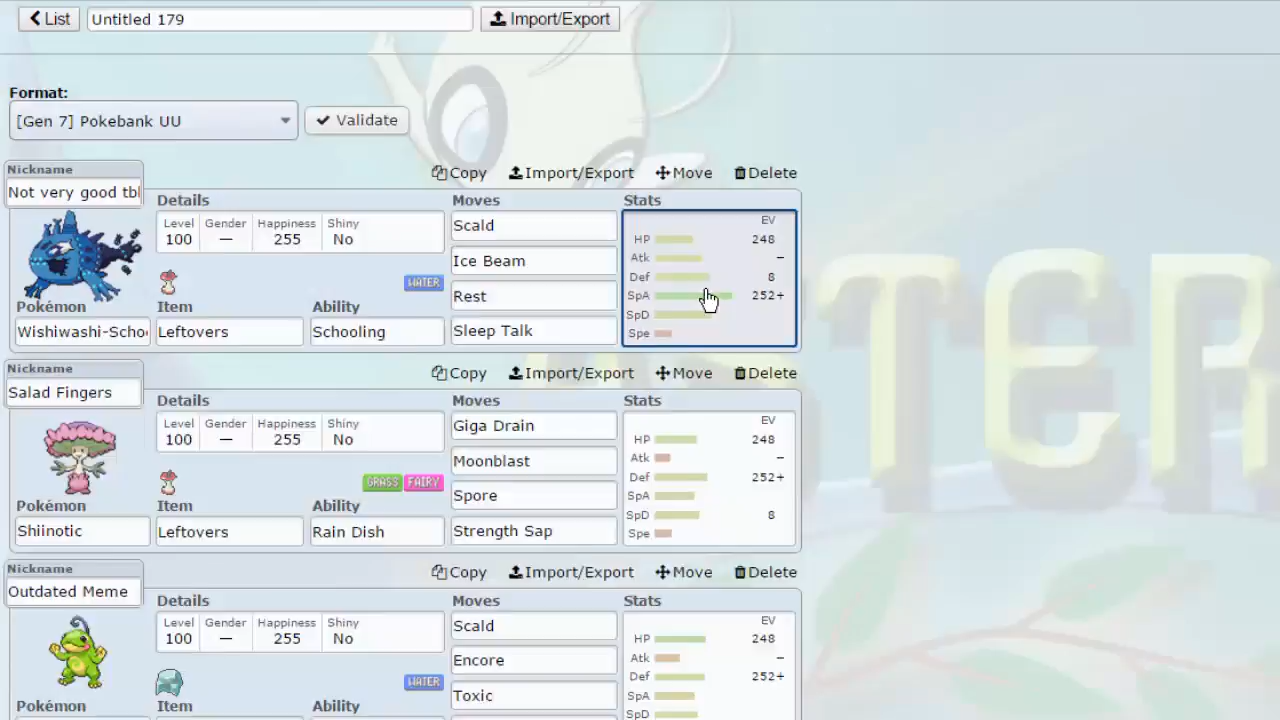 List
Untitled 179
Import/Export
Format:
[Gen 7] Pokebank UU
Validate
Nickname
Copy Import/Export Move Delete
Not very good tbh
Details Moves Stats
Level Gender Happiness Shiny
100 — 255 No
Scald
EV
HP 248
Ice Beam
Atk –
Def 8
WATER
Rest
SpA 252+
Pokémon Item Ability
SpD
Wishiwashi-Schoo
Leftovers
Schooling
Sleep Talk
Spe
Nickname
Copy Import/Export Move Delete
Salad Fingers
Details Moves Stats
Level Gender Happiness Shiny
100 — 255 No
Giga Drain
EV
HP 248
Moonblast
Atk –
Def 252+
GRASS FAIRY
Spore
SpA
Pokémon Item Ability
SpD 8
Shiinotic
Leftovers
Rain Dish
Strength Sap
Spe
Nickname
Copy Import/Export Move Delete
Outdated Meme
Details Moves Stats
Level Gender Happiness Shiny
100 — 255 No
Scald
EV
HP 248
Encore
Atk –
Def 252+
WATER
Toxic
SpA
Pokémon Item Ability
SpD
TER